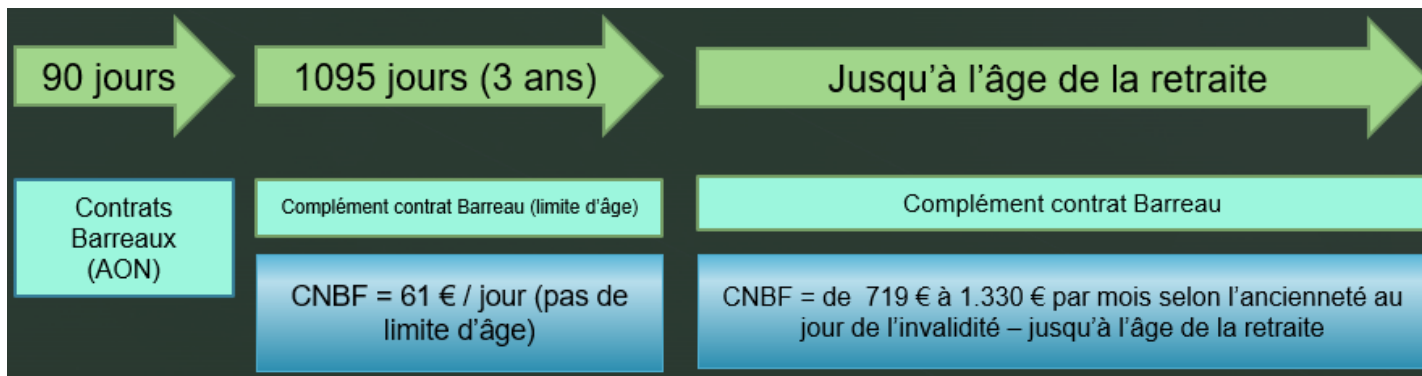 90 jours
1095 jours (3 ans)
Jusqu’à l’âge de la retraite
Contrats
Barreaux
(AON)
Complément contrat Barreau (limite d’âge)
Complément contrat Barreau
CNBF = 61 € / jour (pas de
limite d’âge)
CNBF = de 719 € à 1.330 € par mois selon l’ancienneté au
jour de l’invalidité – jusqu’à l’âge de la retraite